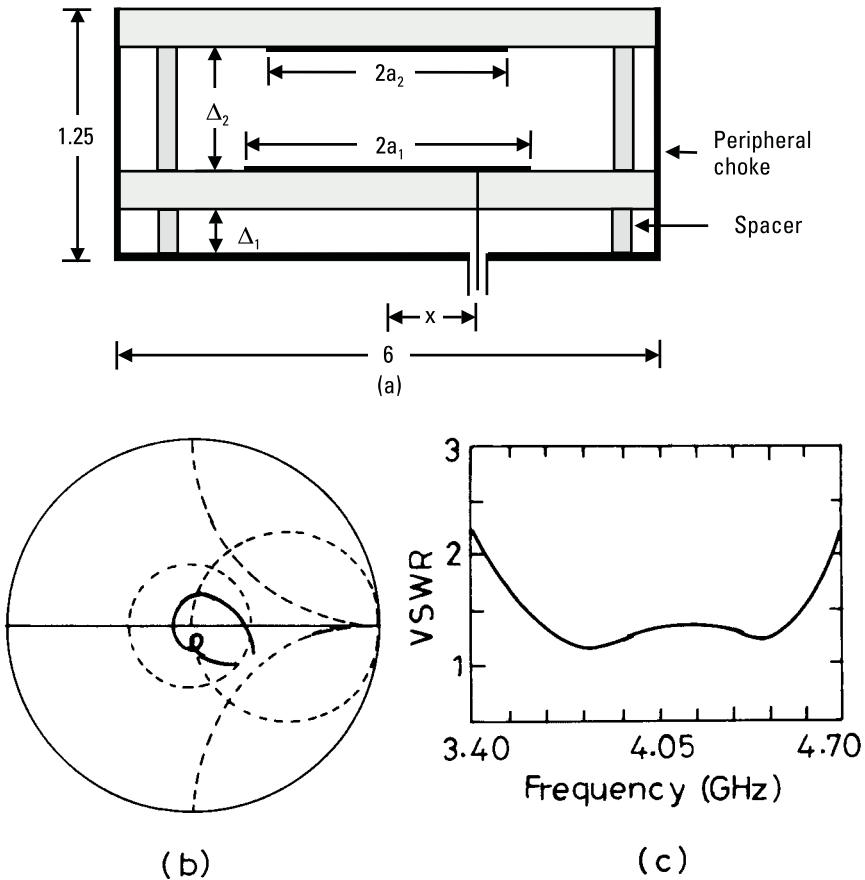 2a₂
Δ₂
1.25
2a₁
Peripheral
choke
Δ₁
Spacer
x
6
(a)
3
2
1
VSWR
3.40
4.05
4.70
Frequency (GHz)
(b)
(c)